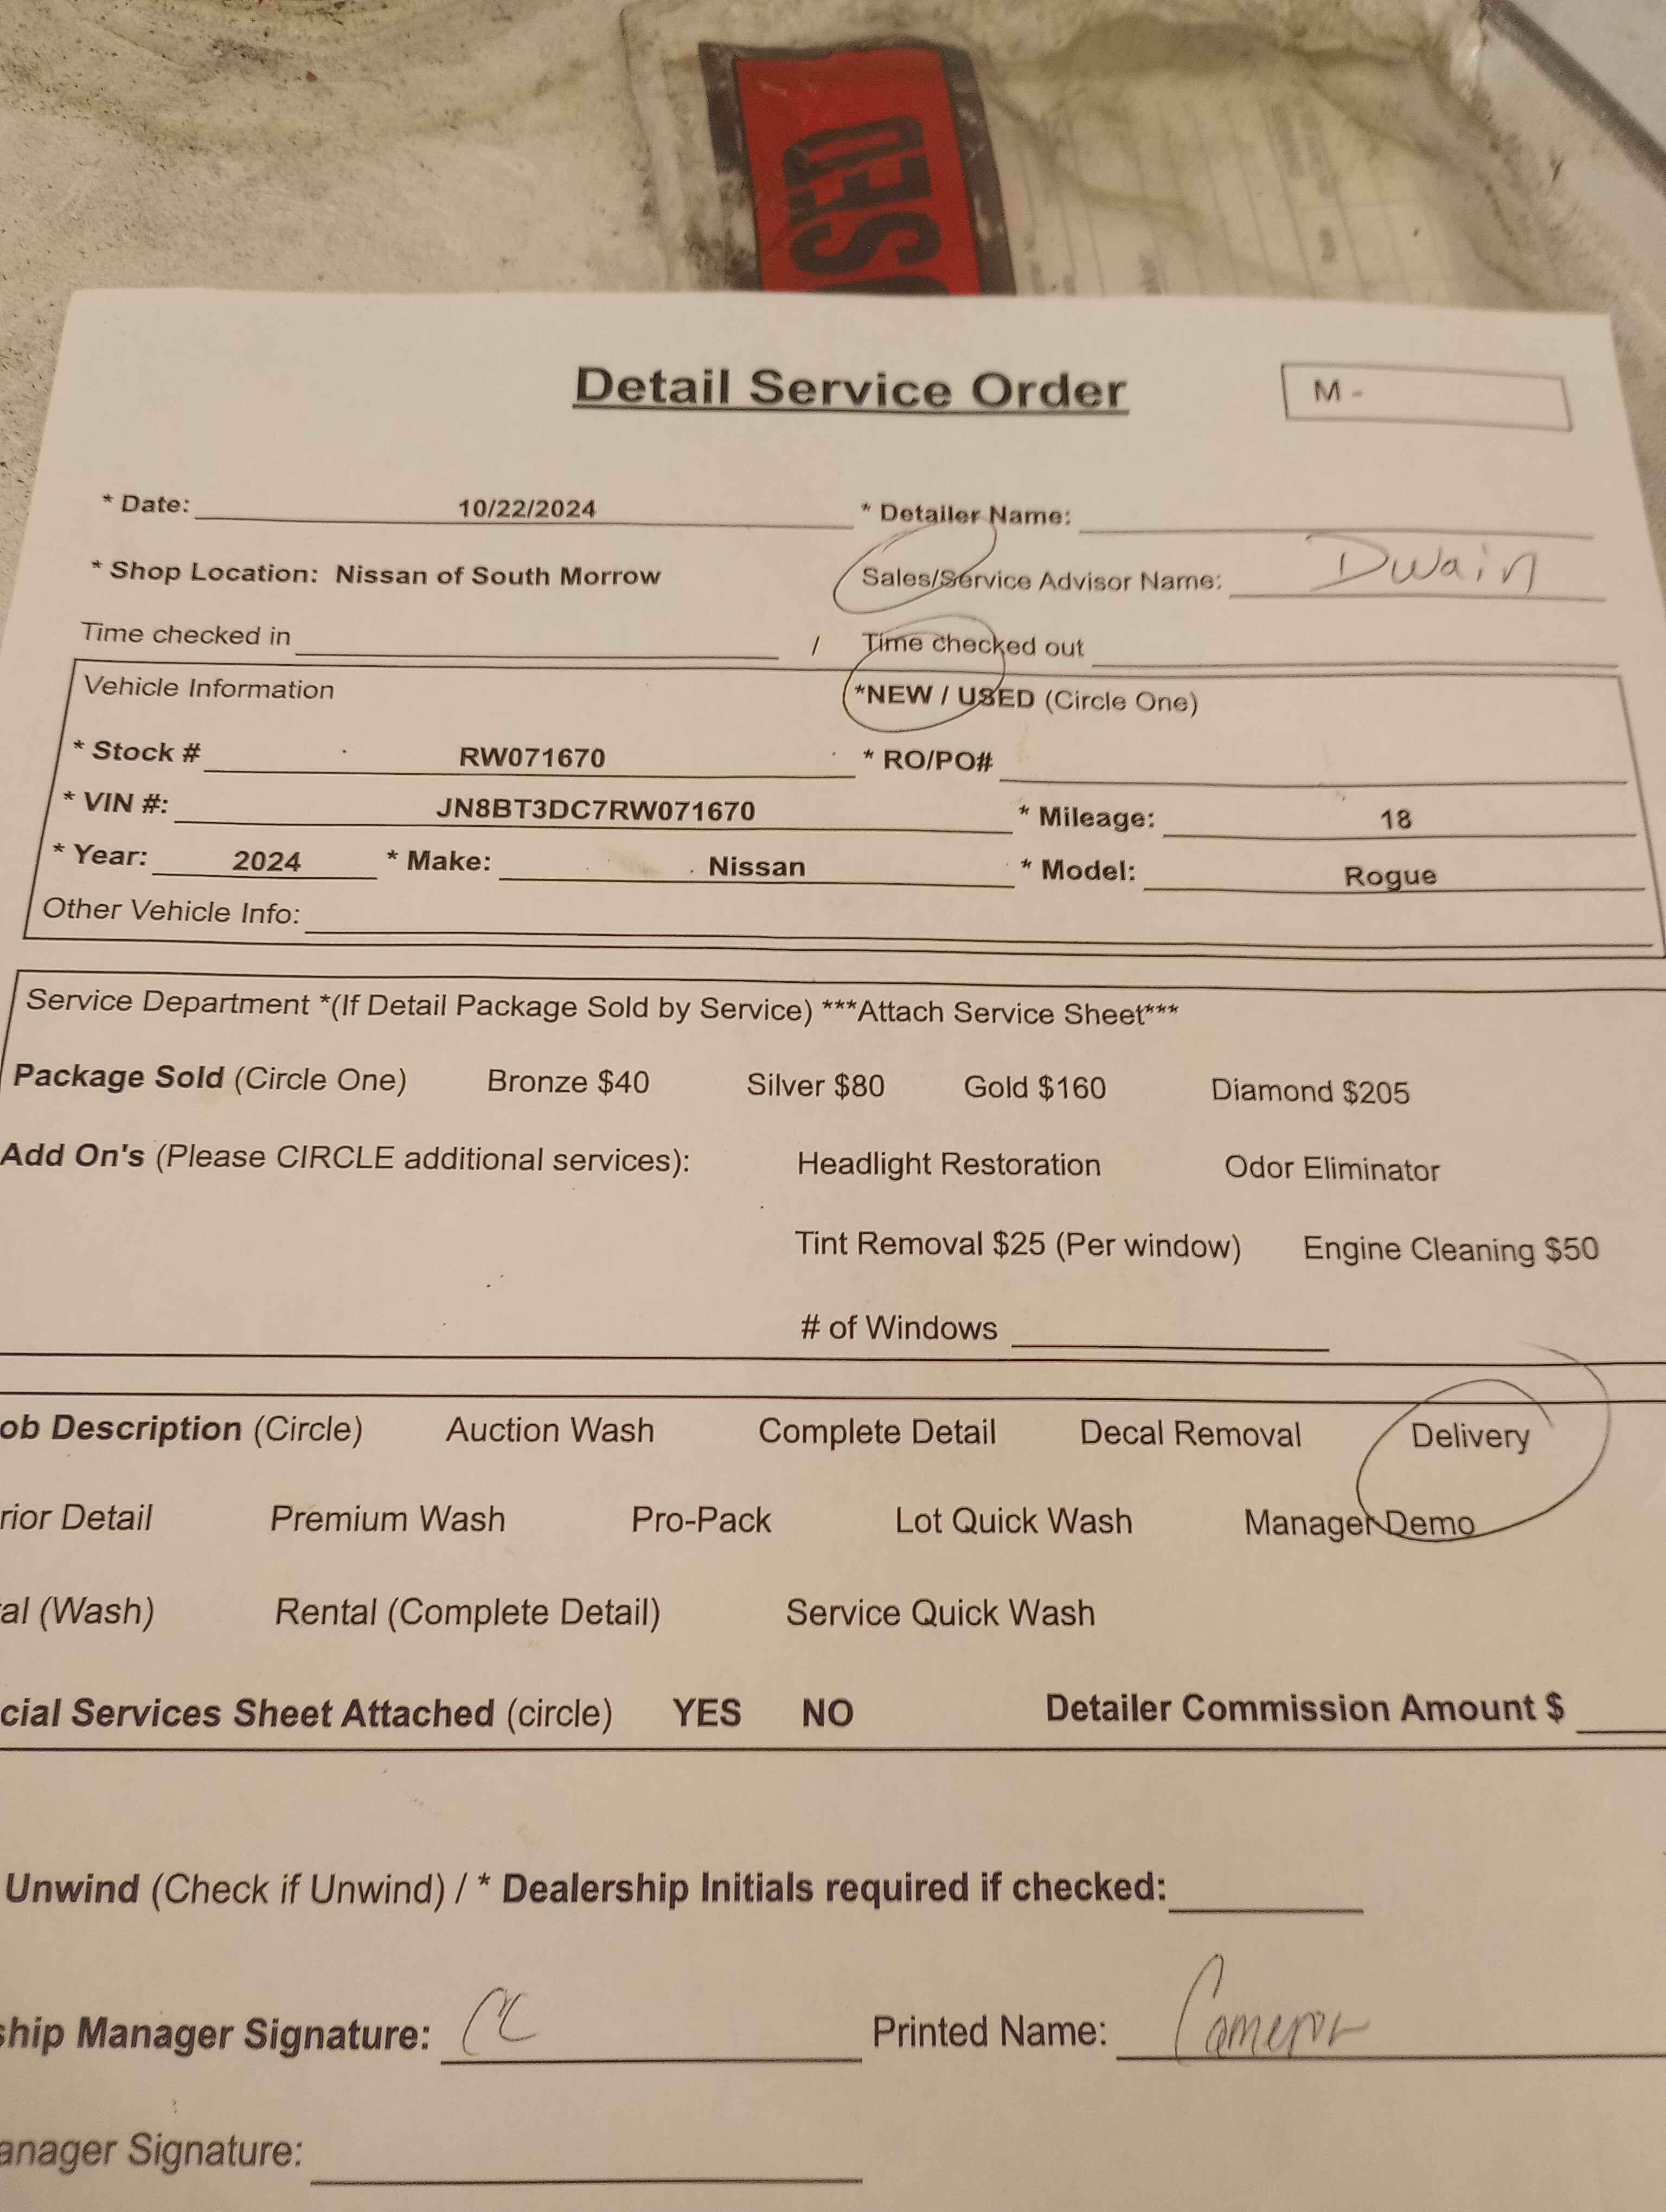 USED
Detail Service Order
M -
* Date: 10/22/2024 * Detailer Name:
* Shop Location: Nissan of South Morrow Sales/Service Advisor Name: Dwain
Time checked in / Time checked out
Vehicle Information *NEW / USED (Circle One)
* Stock # RW071670 * RO/PO#
* VIN #: JN8BT3DC7RW071670 * Mileage: 18
* Year: 2024 * Make: Nissan * Model: Rogue
Other Vehicle Info:
Service Department *(If Detail Package Sold by Service) ***Attach Service Sheet***
Package Sold (Circle One) Bronze $40 Silver $80 Gold $160 Diamond $205
Add On's (Please CIRCLE additional services): Headlight Restoration Odor Eliminator
Tint Removal $25 (Per window) Engine Cleaning $50
# of Windows
ob Description (Circle) Auction Wash Complete Detail Decal Removal Delivery
rior Detail Premium Wash Pro-Pack Lot Quick Wash Manager Demo
al (Wash) Rental (Complete Detail) Service Quick Wash
cial Services Sheet Attached (circle) YES NO Detailer Commission Amount $
Unwind (Check if Unwind) / * Dealership Initials required if checked:
ship Manager Signature: CC Printed Name: Cameron
anager Signature: